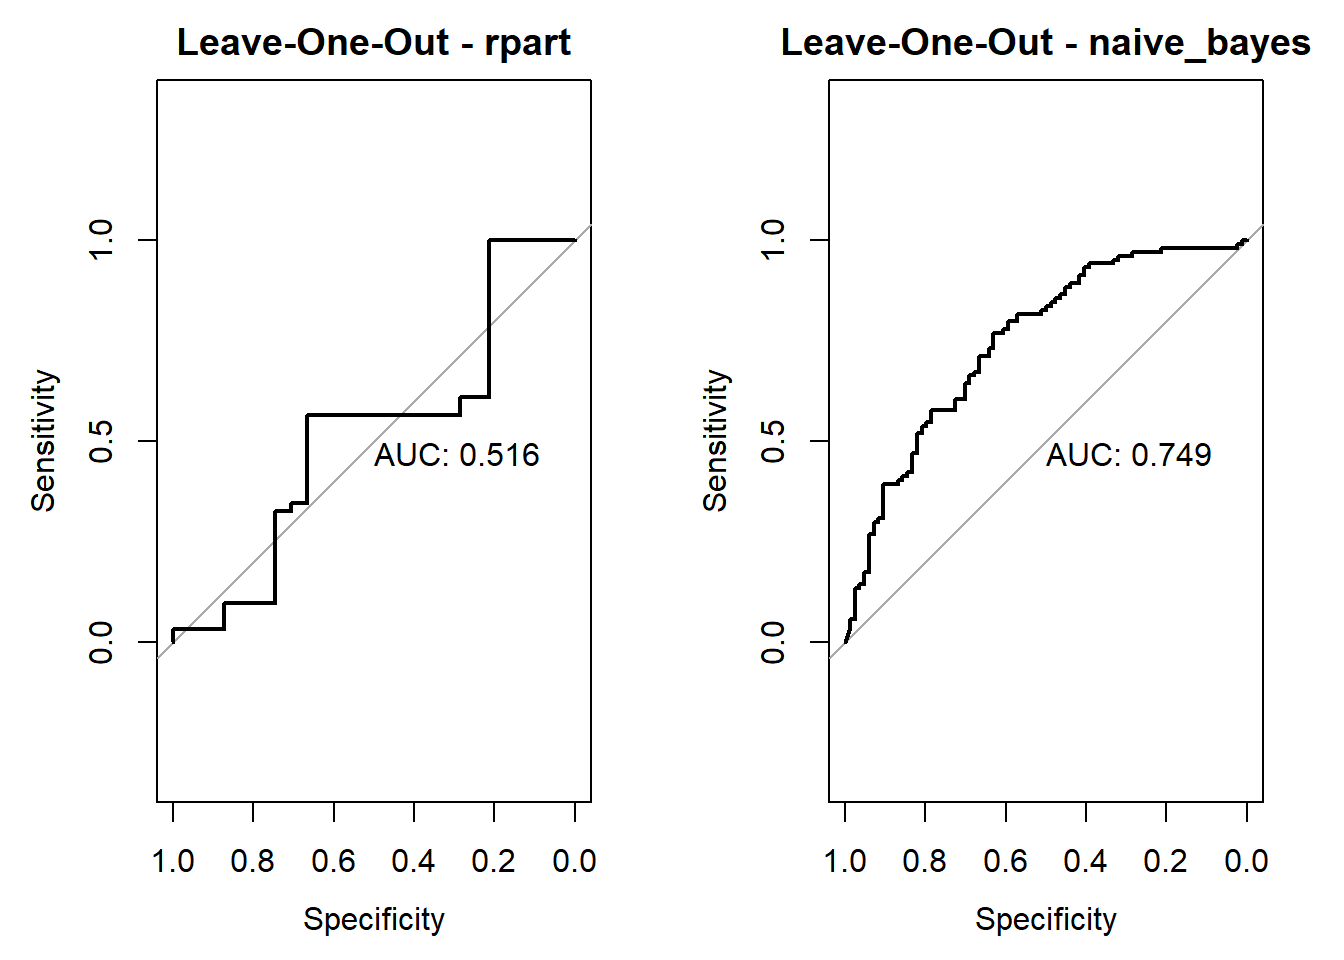 Leave-One-Out - rpart
Sensitivity
1.0
0.5
0.0
AUC: 0.516
1.0 0.8 0.6 0.4 0.2 0.0
Specificity
Leave-One-Out - naive_bayes
Sensitivity
1.0
0.5
0.0
AUC: 0.749
1.0 0.8 0.6 0.4 0.2 0.0
Specificity